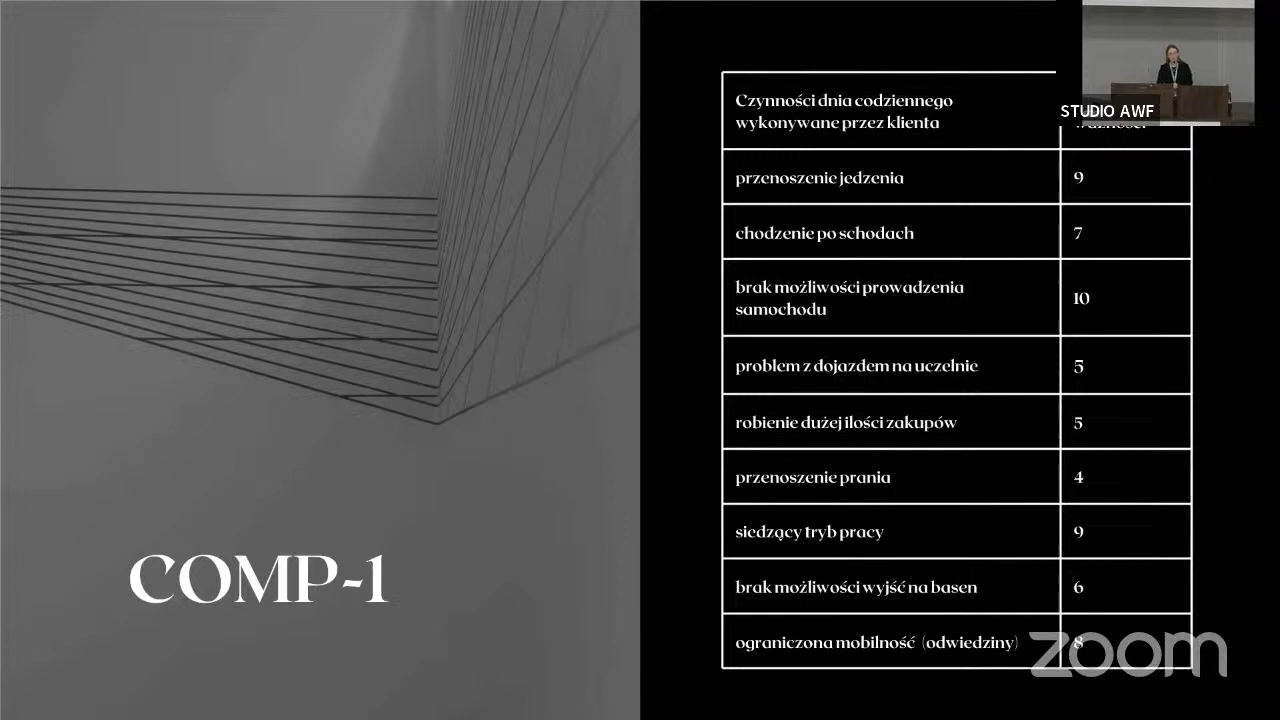 STUDIO AWF
Czynności dnia codziennego
wykonywane przez klienta
przenoszenie jedzenia
9
chodzenie po schodach
7
brak możliwości prowadzenia
samochodu
10
problem z dojazdem na uczelnie
5
robienie dużej ilości zakupów
5
przenoszenie prania
4
siedzący tryb pracy
9
brak możliwości wyjść na basen
6
ograniczona mobilność (odwiedziny)
8
COMP-1
zoom